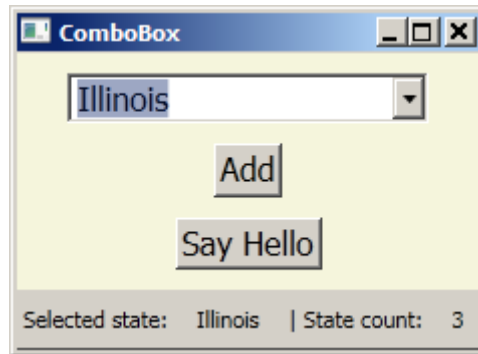 ComboBox
Illinois
Add
Say Hello
Selected state: Illinois | State count: 3